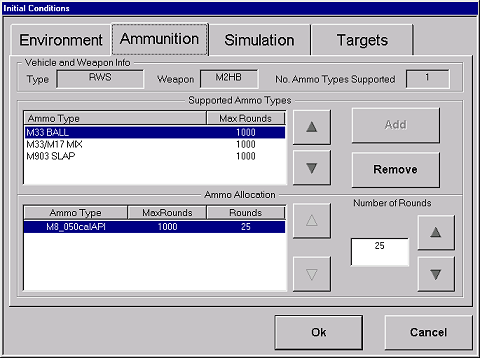 Initial Conditions
Environment Ammunition Simulation Targets
Vehicle and Weapon Info
Type RWS Weapon M2HB No. Ammo Types Supported 1
Supported Ammo Types
Ammo Type Max Rounds
M33 BALL 1000
M33/M17 MIX 1000
M903 SLAP 1000
Add
Remove
Ammo Allocation
Ammo Type MaxRounds Rounds
M8_050calAPI 1000 25
Number of Rounds
25
Ok Cancel